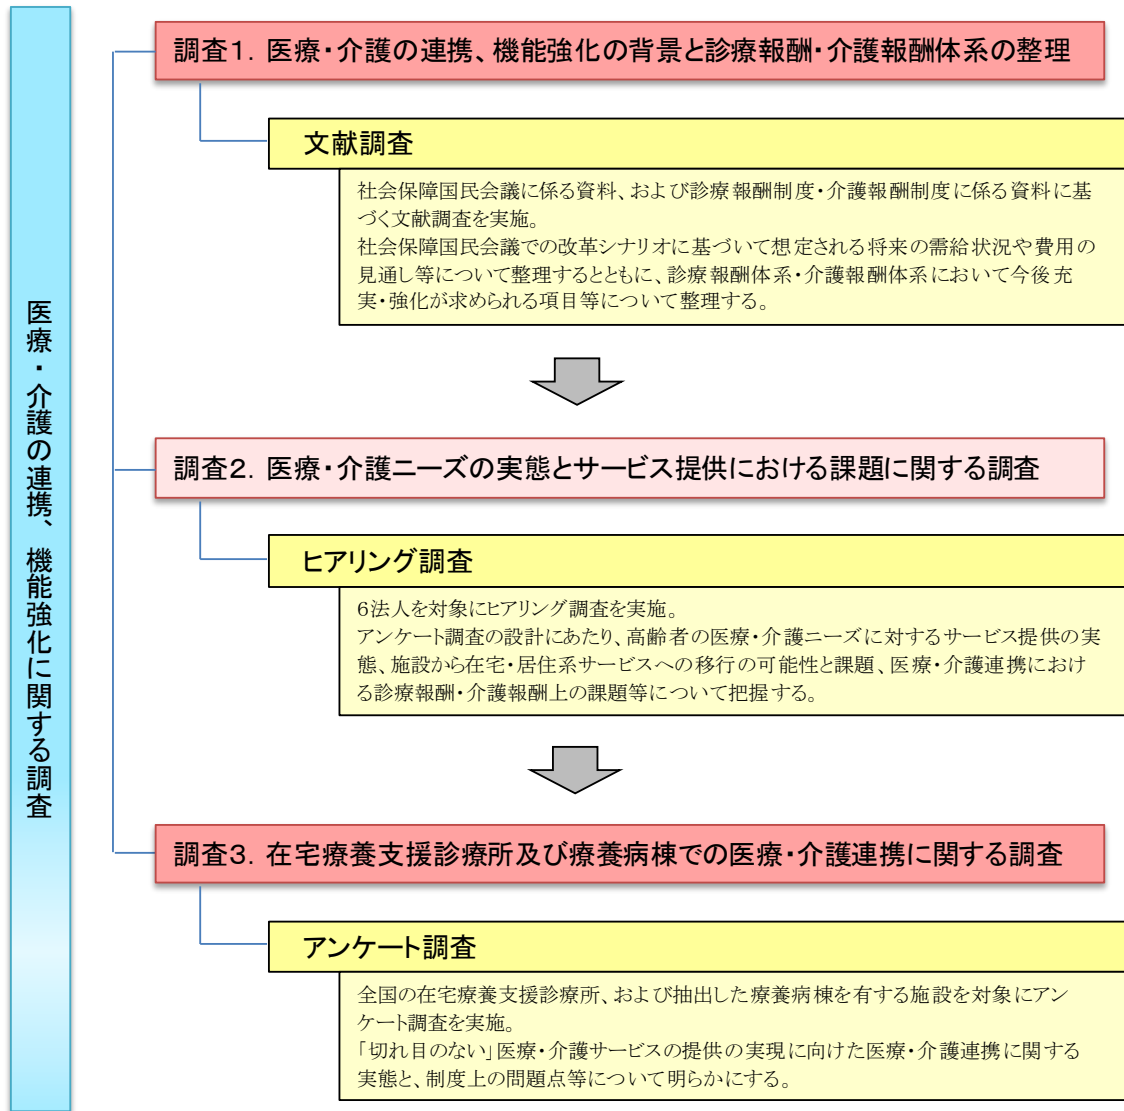 医療・介護の連携、機能強化に関する調査
調査１．医療・介護の連携、機能強化の背景と診療報酬・介護報酬体系の整理
文献調査
社会保障国民会議に係る資料、および診療報酬制度・介護報酬制度に係る資料に基
づく文献調査を実施。
社会保障国民会議での改革シナリオに基づいて想定される将来の需給状況や費用の
見通し等について整理するとともに、診療報酬体系・介護報酬体系において今後充
実・強化が求められる項目等について整理する。
調査２．医療・介護ニーズの実態とサービス提供における課題に関する調査
ヒアリング調査
６法人を対象にヒアリング調査を実施。
アンケート調査の設計にあたり、高齢者の医療・介護ニーズに対するサービス提供の実
態、施設から在宅・居住系サービスへの移行の可能性と課題、医療・介護連携におけ
る診療報酬・介護報酬上の課題等について把握する。
調査３．在宅療養支援診療所及び療養病棟での医療・介護連携に関する調査
アンケート調査
全国の在宅療養支援診療所、および抽出した療養病棟を有する施設を対象にアン
ケート調査を実施。
「切れ目のない」医療・介護サービスの提供の実現に向けた医療・介護連携に関する
実態と、制度上の問題点等について明らかにする。